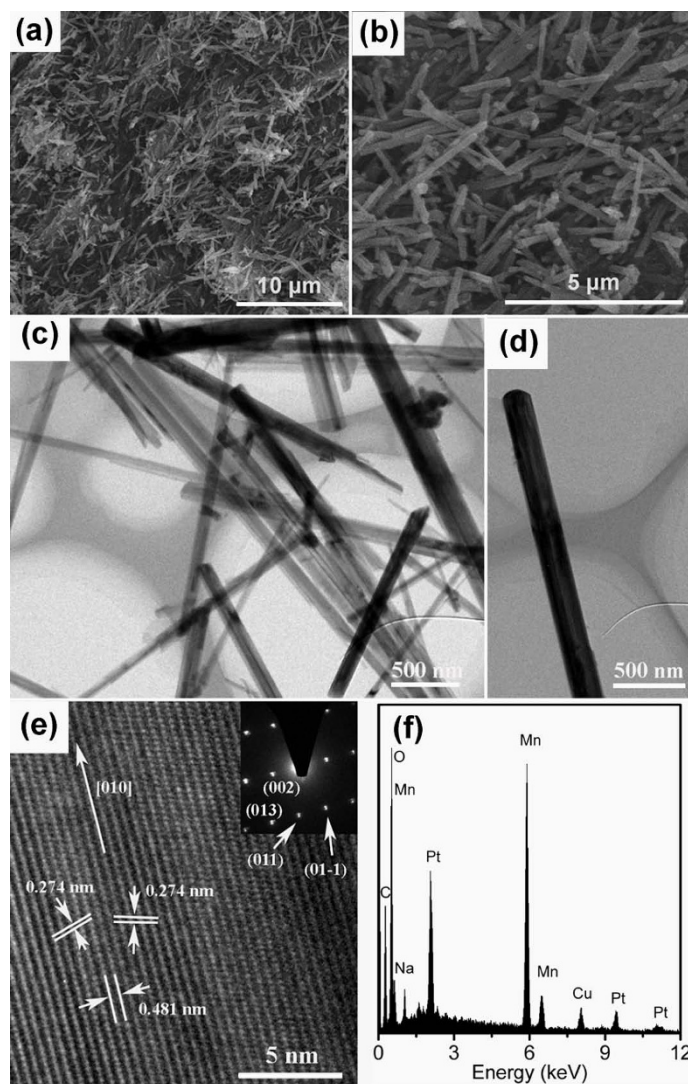 (a)
10 µm
(b)
5 µm
(c)
500 nm
(d)
500 nm
(e)
[010]
0.274 nm
0.274 nm
0.481 nm
5 nm
(002)
(013)
(011)
(01-1)
(f)
O
Mn
C
Na
Pt
Mn
Mn
Cu
Pt
Pt
0 3 6 9 12
Energy (keV)